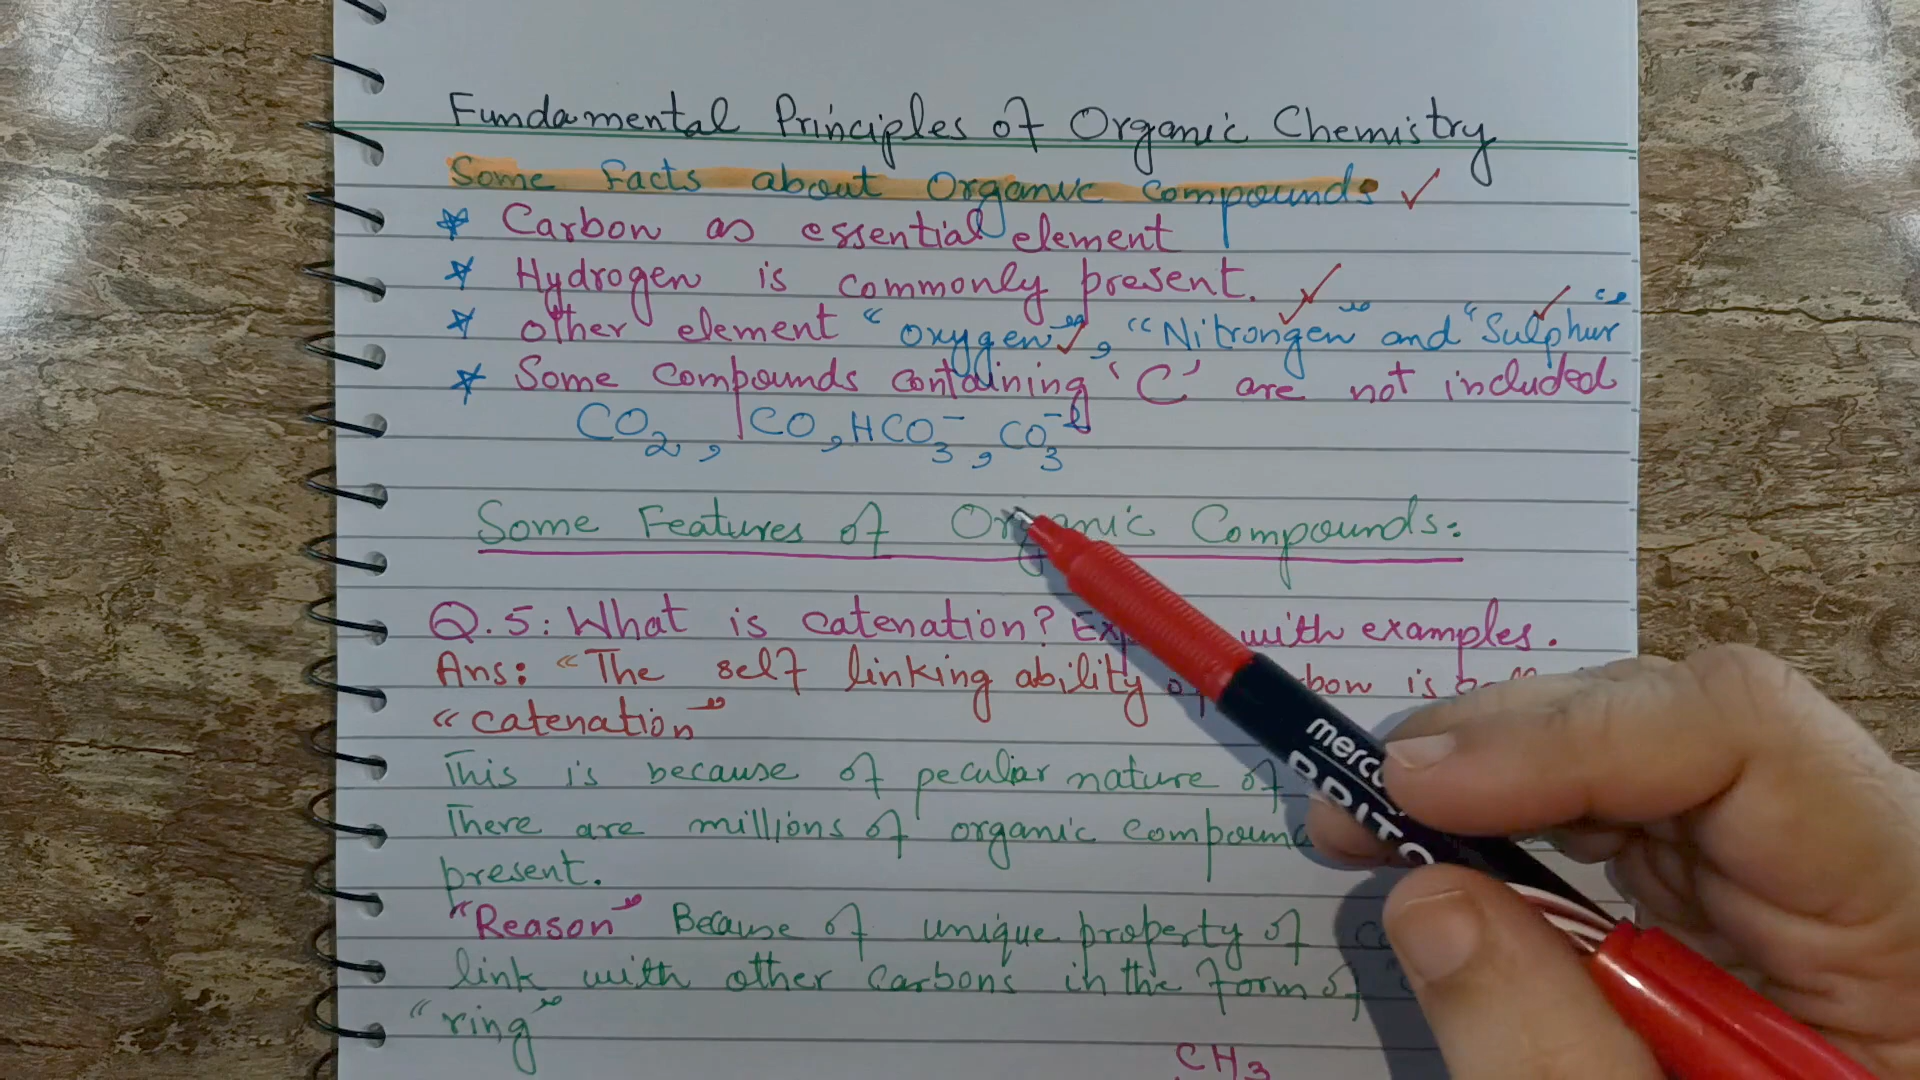 Fundamental Principles of Organic Chemistry
Some Facts about Organic Compounds ✓
* Carbon as essential element
* Hydrogen is commonly present.
* other element "oxygen", "Nitrongen" and "Sulphur"
* Some compounds containing 'C' are not included
CO2, CO, HCO3-, CO3-2
Some Features of Organic Compounds:
Q.5: What is catenation? with examples.
Ans: "The self linking ability is
"catenation"
This is because of peculiar nature of
There are millions of organic
present.
"Reason" Because of unique property of
link with other carbons in the form of
"ring"
CH3
mercu